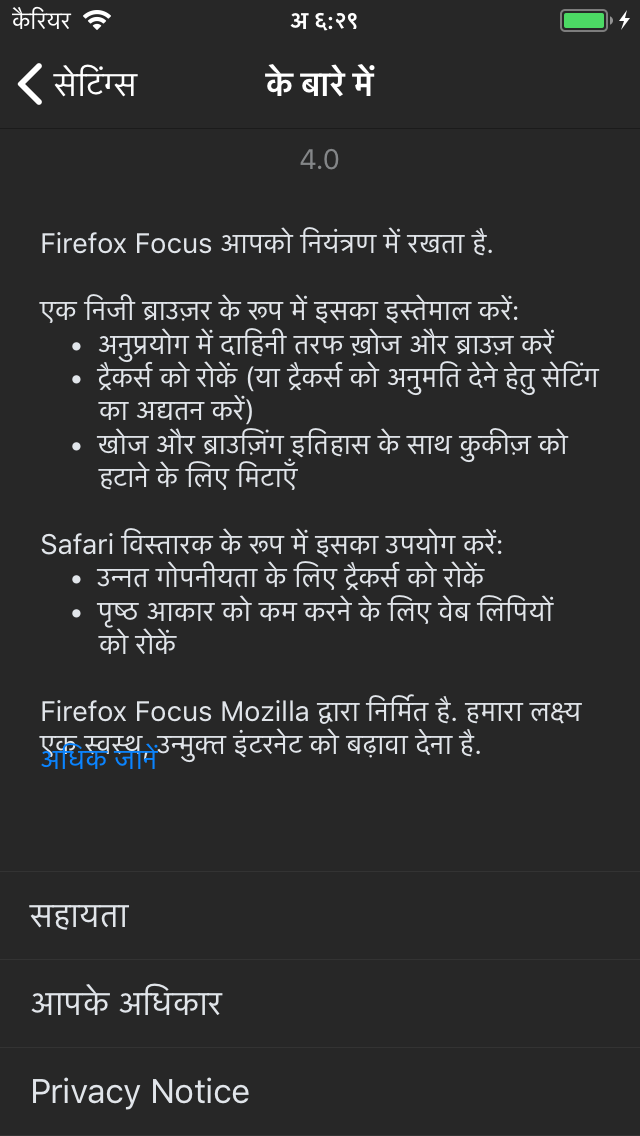 कैरियर अ ६:२९
सेटिंग्स के बारे में
4.0
Firefox Focus आपको नियंत्रण में रखता है.
एक निजी ब्राउज़र के रूप में इसका इस्तेमाल करें:
• अनुप्रयोग में दाहिनी तरफ ख़ोज और ब्राउज़ करें
• ट्रैकर्स को रोकें (या ट्रैकर्स को अनुमति देने हेतु सेटिंग
का अद्यतन करें)
• खोज और ब्राउज़िंग इतिहास के साथ कुकीज़ को
हटाने के लिए मिटाएँ
Safari विस्तारक के रूप में इसका उपयोग करें:
• उन्नत गोपनीयता के लिए ट्रैकर्स को रोकें
• पृष्ठ आकार को कम करने के लिए वेब लिपियों
को रोकें
Firefox Focus Mozilla द्वारा निर्मित है. हमारा लक्ष्य
एक स्वस्थ, उन्मुक्त इंटरनेट को बढ़ावा देना है.
अधिक जानें
सहायता
आपके अधिकार
Privacy Notice